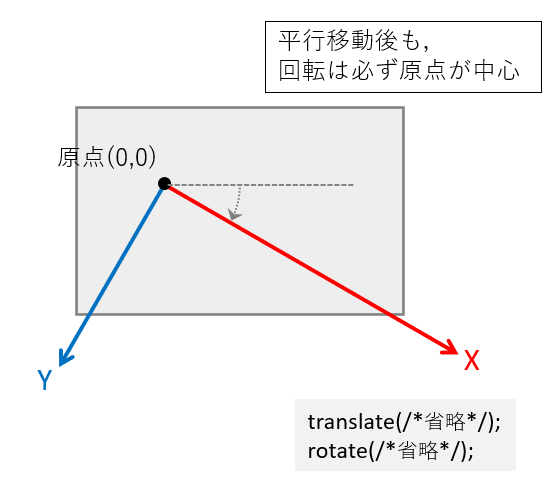 平行移動後も,
回転は必ず原点が中心
原点(0,0)
X
Y
translate(/*省略*/);
rotate(/*省略*/);